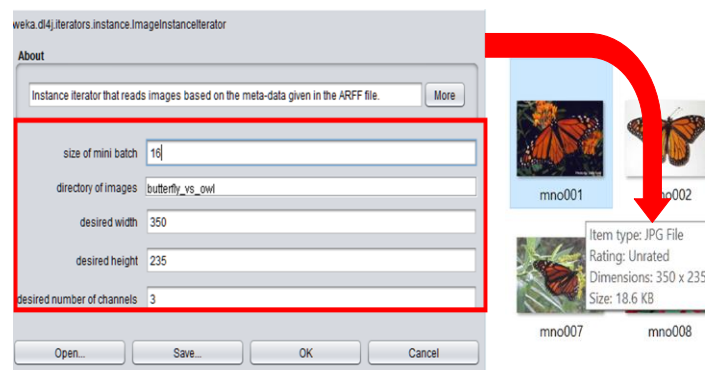 weka.dl4j.iterators.instance.ImageInstanceIterator
About
Instance iterator that reads images based on the meta-data given in the ARFF file.
More
size of mini batch 16
directory of images butterfly_vs_owl
desired width 350
desired height 235
desired number of channels 3
Open...
Save...
OK
Cancel
mno001
no002
Item type: JPG File
Rating: Unrated
Dimensions: 350 x 235
Size: 18.6 KB
mno007
mno008